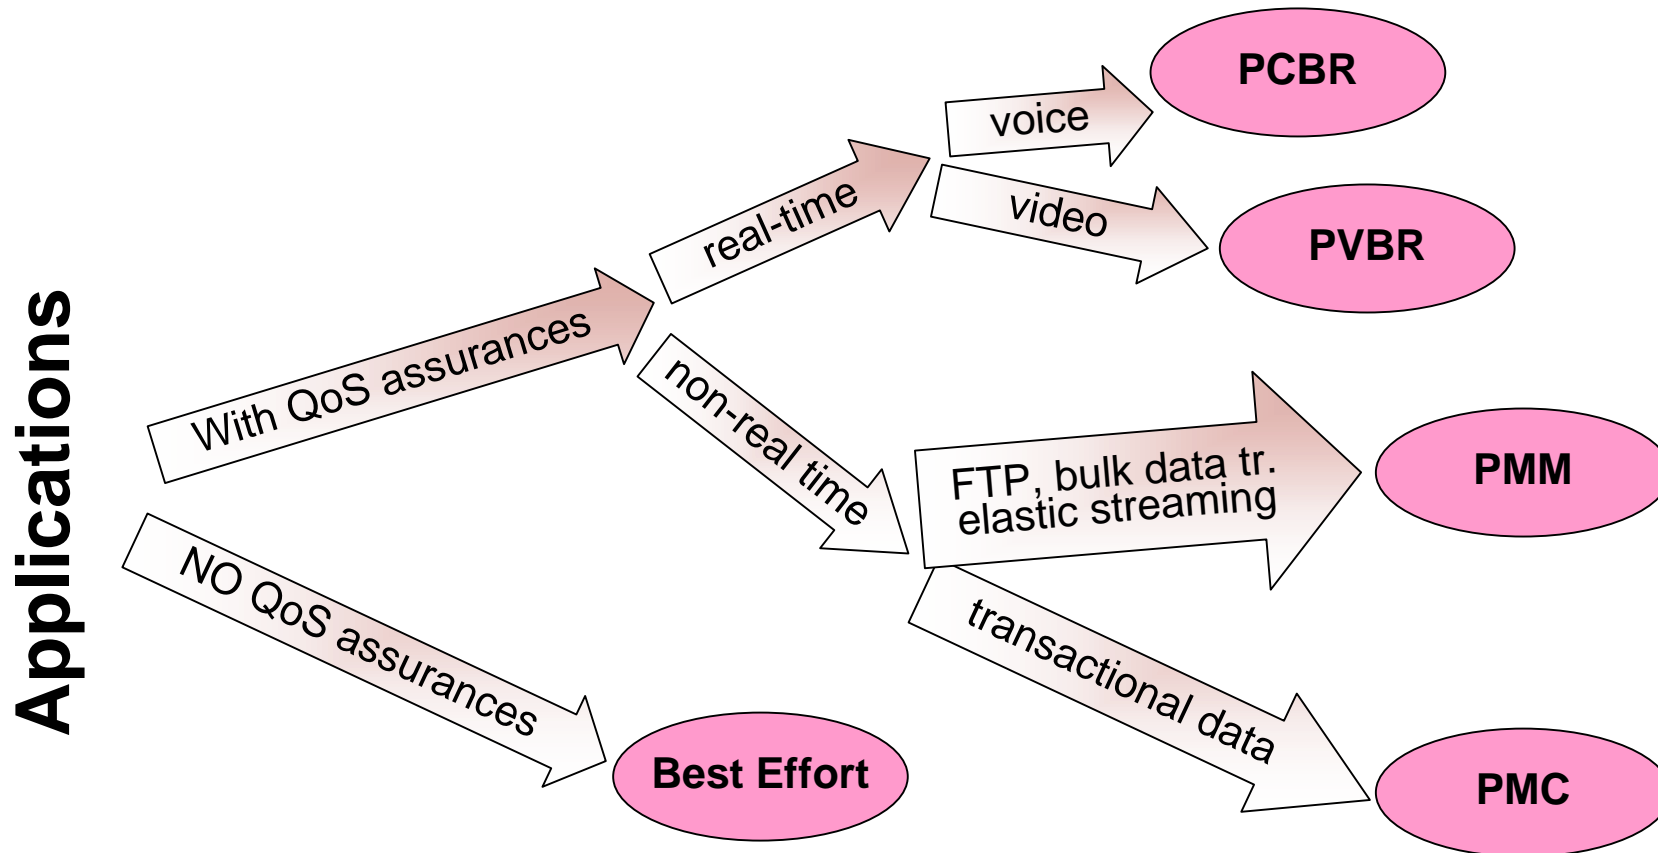 Applications
With QoS assurances
real-time
voice
PCBR
video
PVBR
non-real time
FTP, bulk data tr.
elastic streaming
PMM
transactional data
PMC
NO QoS assurances
Best Effort